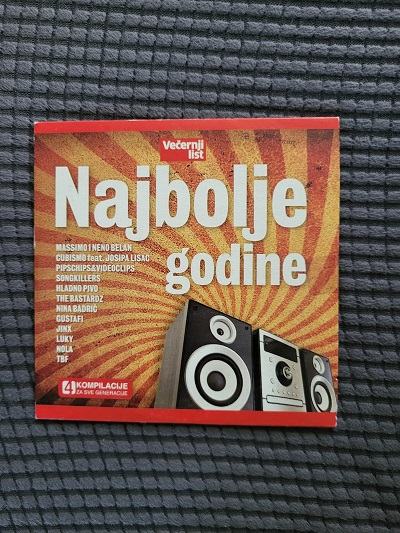 Večernji
list
Najbolje
godine
MASSIMO I NENO BELAN
CUBISMO feat. JOSIPA LISAC
PIPSCHIPS&VIDEOCLIPS
SONGKILLERS
HLADNO PIVO
THE BASTARDZ
NINA BADRIĆ
GUSTAFI
JINX
LUKY
NOLA
TBF
4 KOMPILACIJE
ZA SVE GENERACIJE